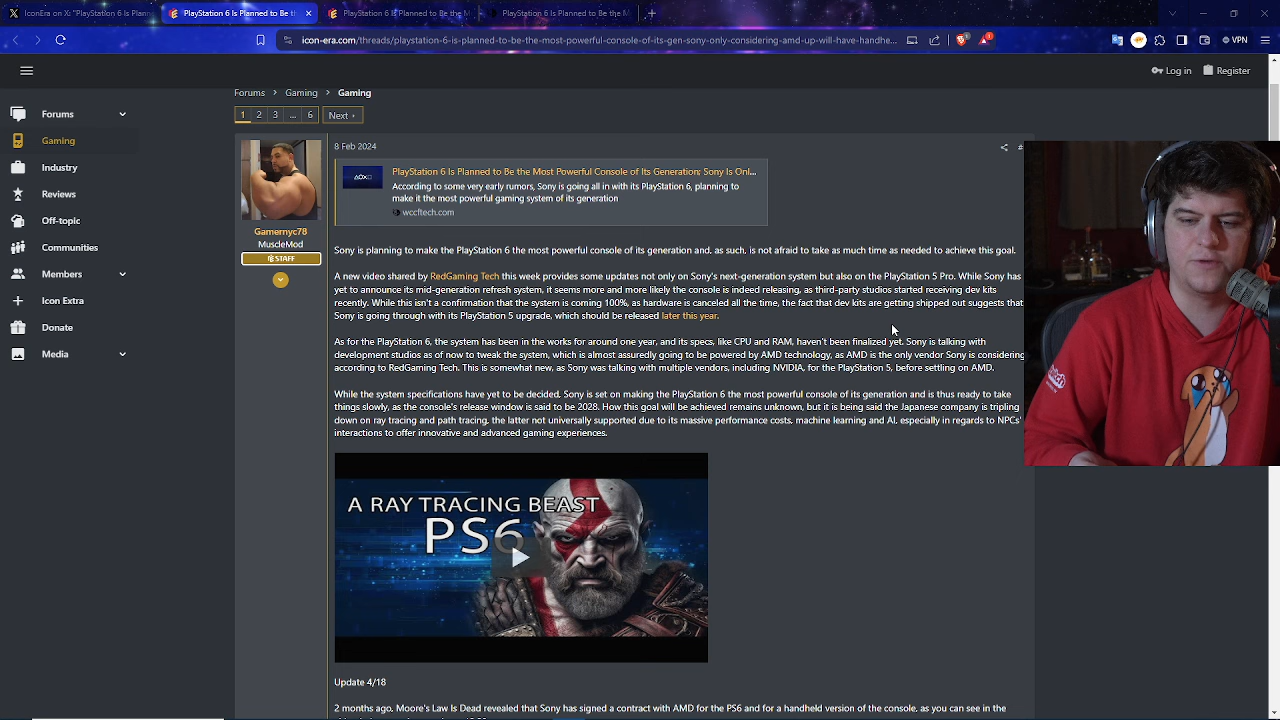 IconEra on X: "PlayStation 6 Is Plann
PlayStation 6 Is Planned to Be th
PlayStation 6 Is Planned to Be the M
PlayStation 6 Is Planned to Be the M
icon-era.com/threads/playstation-6-is-planned-to-be-the-most-powerful-console-of-its-gen-sony-only-considering-amd-up-will-have-handhe...
VPN
Log in
Register
Forums
Gaming
Industry
Reviews
Off-topic
Communities
Members
Icon Extra
Donate
Media
Forums > Gaming > Gaming
1 2 3 ... 6 Next
Gamernyc78
MuscleMod
STAFF
8 Feb 2024
PlayStation 6 Is Planned to Be the Most Powerful Console of Its Generation; Sony Is Onl...
According to some very early rumors, Sony is going all in with its PlayStation 6, planning to
make it the most powerful gaming system of its generation
wccftech.com
Sony is planning to make the PlayStation 6 the most powerful console of its generation and, as such, is not afraid to take as much time as needed to achieve this goal.
A new video shared by RedGaming Tech this week provides some updates not only on Sony's next-generation system but also on the PlayStation 5 Pro. While Sony has
yet to announce its mid-generation refresh system, it seems more and more likely the console is indeed releasing, as third-party studios started receiving dev kits
recently. While this isn't a confirmation that the system is coming 100%, as hardware is canceled all the time, the fact that dev kits are getting shipped out suggests that
Sony is going through with its PlayStation 5 upgrade, which should be released later this year.
As for the PlayStation 6, the system has been in the works for around one year, and its specs, like CPU and RAM, haven't been finalized yet. Sony is talking with
development studios as of now to tweak the system, which is almost assuredly going to be powered by AMD technology, as AMD is the only vendor Sony is considering
according to RedGaming Tech. This is somewhat new, as Sony was talking with multiple vendors, including NVIDIA, for the PlayStation 5, before settling on AMD.
While the system specifications have yet to be decided, Sony is set on making the PlayStation 6 the most powerful console of its generation and is thus ready to take
things slowly, as the console's release window is said to be 2028. How this goal will be achieved remains unknown, but it is being said the Japanese company is tripling
down on ray tracing and path tracing, the latter not universally supported due to its massive performance costs, machine learning and AI, especially in regards to NPCs'
interactions to offer innovative and advanced gaming experiences.
A RAY TRACING BEAST
PS6
Update 4/18
2 months ago, Moore's Law Is Dead revealed that Sony has signed a contract with AMD for the PS6 and for a handheld version of the console, as you can see in the